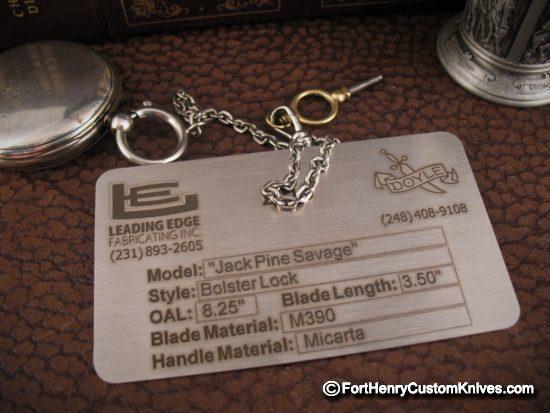 LE
LEADING EDGE
FABRICATING INC
(231) 893-2605
DOYLE
(248) 408-9108
Model: "Jack Pine Savage"
Style: Bolster Lock
OAL: 8.25" Blade Length: 3.50"
Blade Material: M390
Handle Material: Micarta
© FortHenryCustomKnives.com